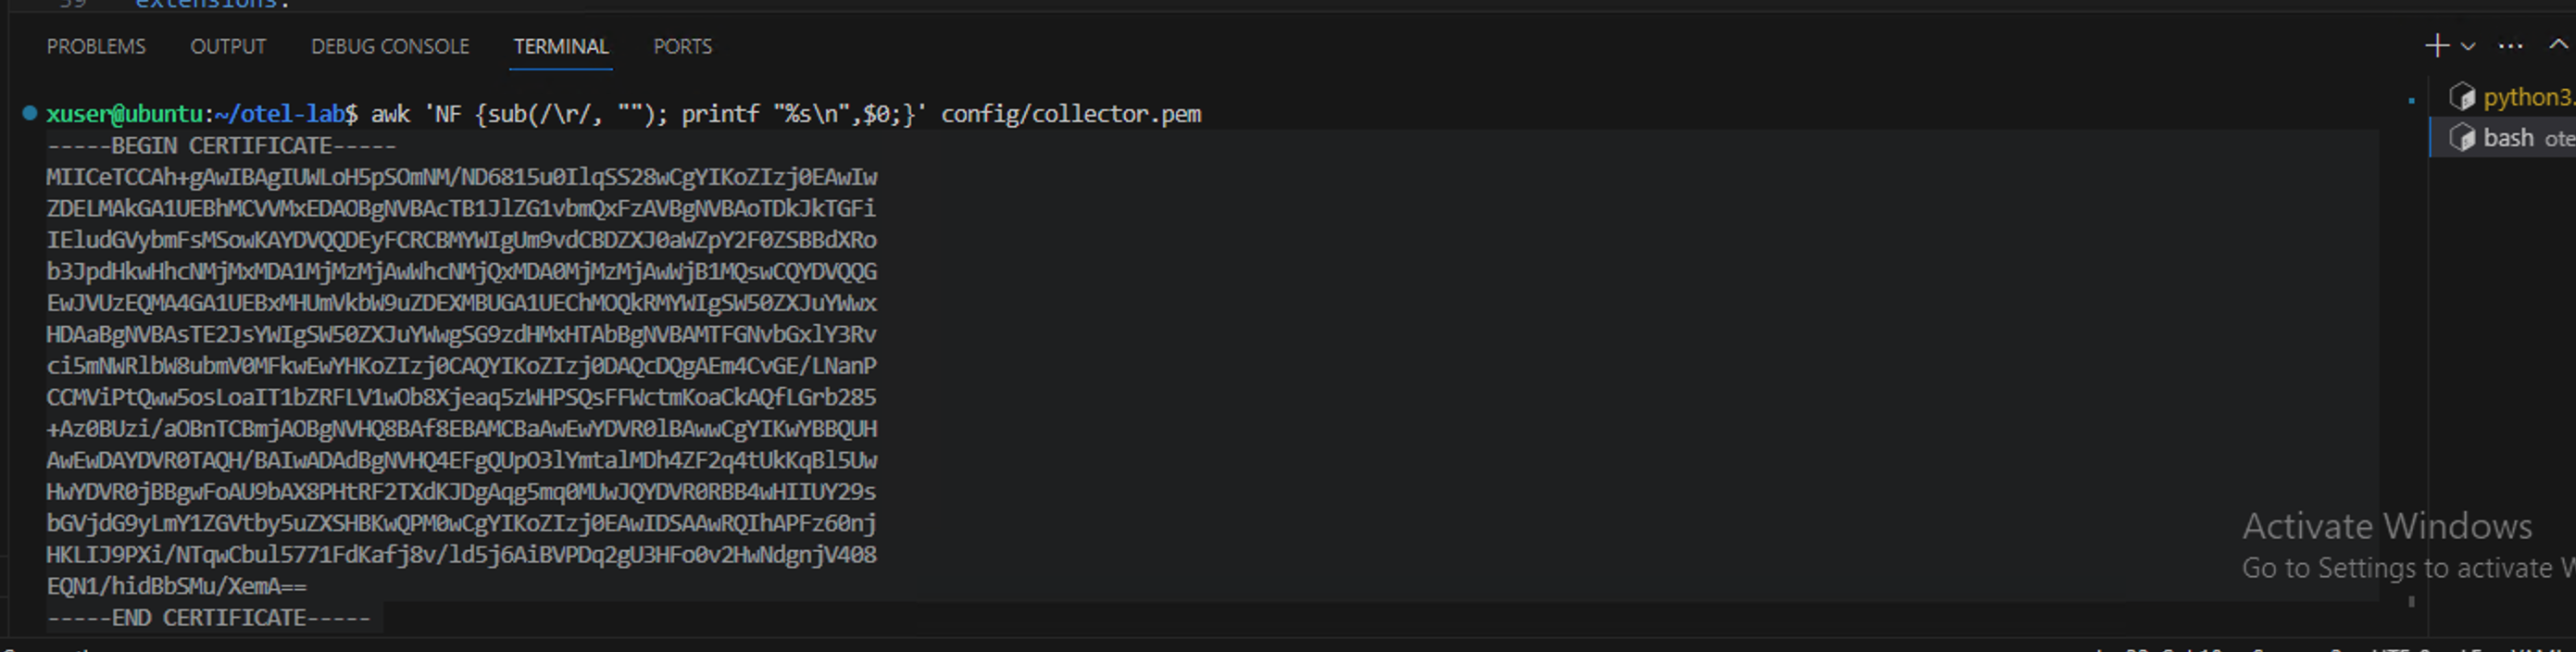 PROBLEMS OUTPUT DEBUG CONSOLE TERMINAL PORTS
xuser@ubuntu:~/otel-lab$ awk 'NF {sub(/\r/, ""); printf "%s\n",$0;}' config/collector.pem
-----BEGIN CERTIFICATE-----
MIICeTCCAh+gAwIBAgIUWLoH5pSOmNM/ND6815u0IlqSS28wCgYIKoZIzj0EAwIw
ZDELMAkGA1UEBhMCVVMxEDAOBgNVBAcTB1JlZG1vbmQxFzAVBgNVBAoTDkJkTGFi
IEludGVybmFsMSowKAYDVQQDEyFCRCBMYWIgUm9vdCBDZXJ0aWZpY2F0ZSBBdXRo
b3JpdHkwHhcNMjMxMDA1MjMzMjAwWhcNMjQxMDA0MjMzMjAwWjB1MQswCQYDVQQG
EwJVUzEQMA4GA1UEBxMHUmVkbW9uZDEXMBUGA1UEChMOQkRMYWIgSW50ZXJuYWwx
HDAaBgNVBAsTE2JsYWIgSW50ZXJuYWwgSG9zdHMxHTAbBgNVBAMTFGNvbGxlY3Rv
ci5mNWRlbW8ubmV0MFkwEwYHKoZIzj0CAQYIKoZIzj0DAQcDQgAEm4CvGE/LNanP
CCMViPtQww5osLoaIT1bZRFLV1wOb8Xjeaq5zWHPSQsFFWctmKoaCkAQfLGrb285
+Az0BUzi/aOBnTCBmjAOBgNVHQ8BAf8EBAMCBaAwEwYDVR0lBAwwCgYIKwYBBQUH
AwEwDAYDVR0TAQH/BAIwADAdBgNVHQ4EFgQUpO3lYmtalMDh4ZF2q4tUkKqBl5Uw
HwYDVR0jBBgwFoAU9bAX8PHtRF2TXdKJDgAqg5mq0MUwJQYDVR0RBB4wHIIUY29s
bGVjdG9yLmY1ZGVtby5uZXSHBKwQPM0wCgYIKoZIzj0EAwIDSAAwRQIhAPFz60nj
HKLIJ9PXi/NTqwCbul5771FdKafj8v/ld5j6AiBVPDq2gU3HFo0v2HwNdgnjV408
EQN1/hidBbSMu/XemA==
-----END CERTIFICATE-----
python3.
bash ote
Activate Windows
Go to Settings to activate W